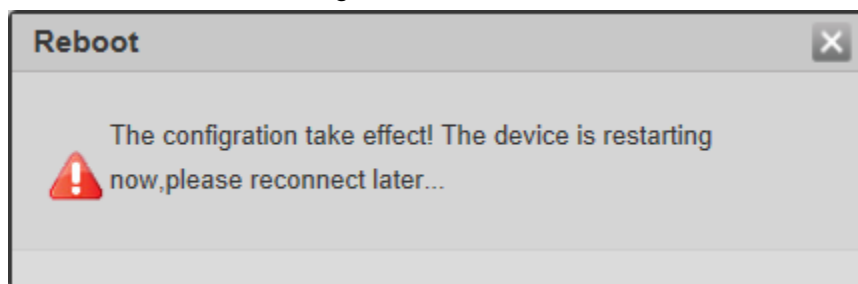 Reboot
The configration take effect! The device is restarting
now,please reconnect later...